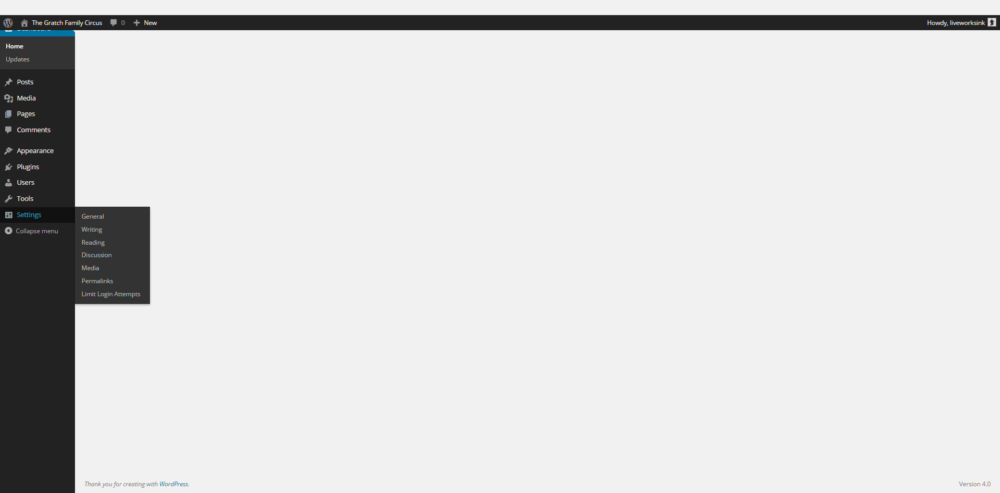 The Gratch Family Circus 0 New Howdy, liveworksink
Dashboard
Home
Updates
Posts
Media
Pages
Comments
Appearance
Plugins
Users
Tools
Settings
Collapse menu
General
Writing
Reading
Discussion
Media
Permalinks
Limit Login Attempts
Thank you for creating with WordPress. Version 4.0